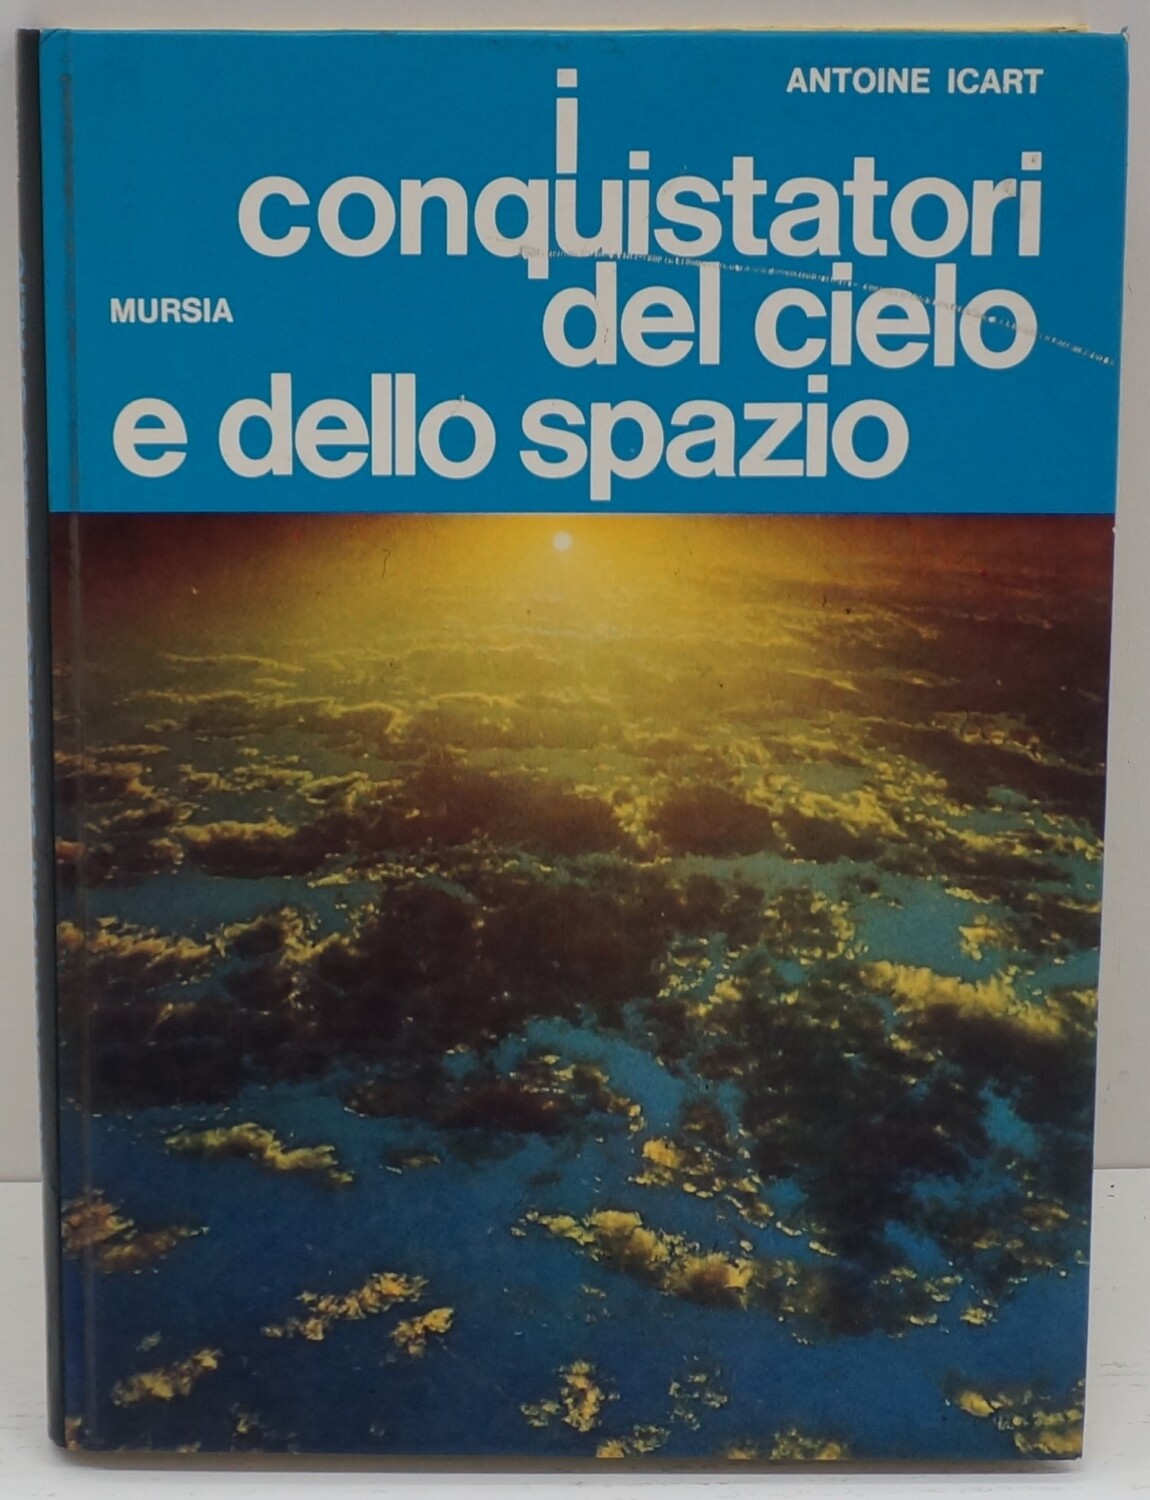 ANTOINE ICART
i
conquistatori
del cielo
MURSIA
e dello spazio